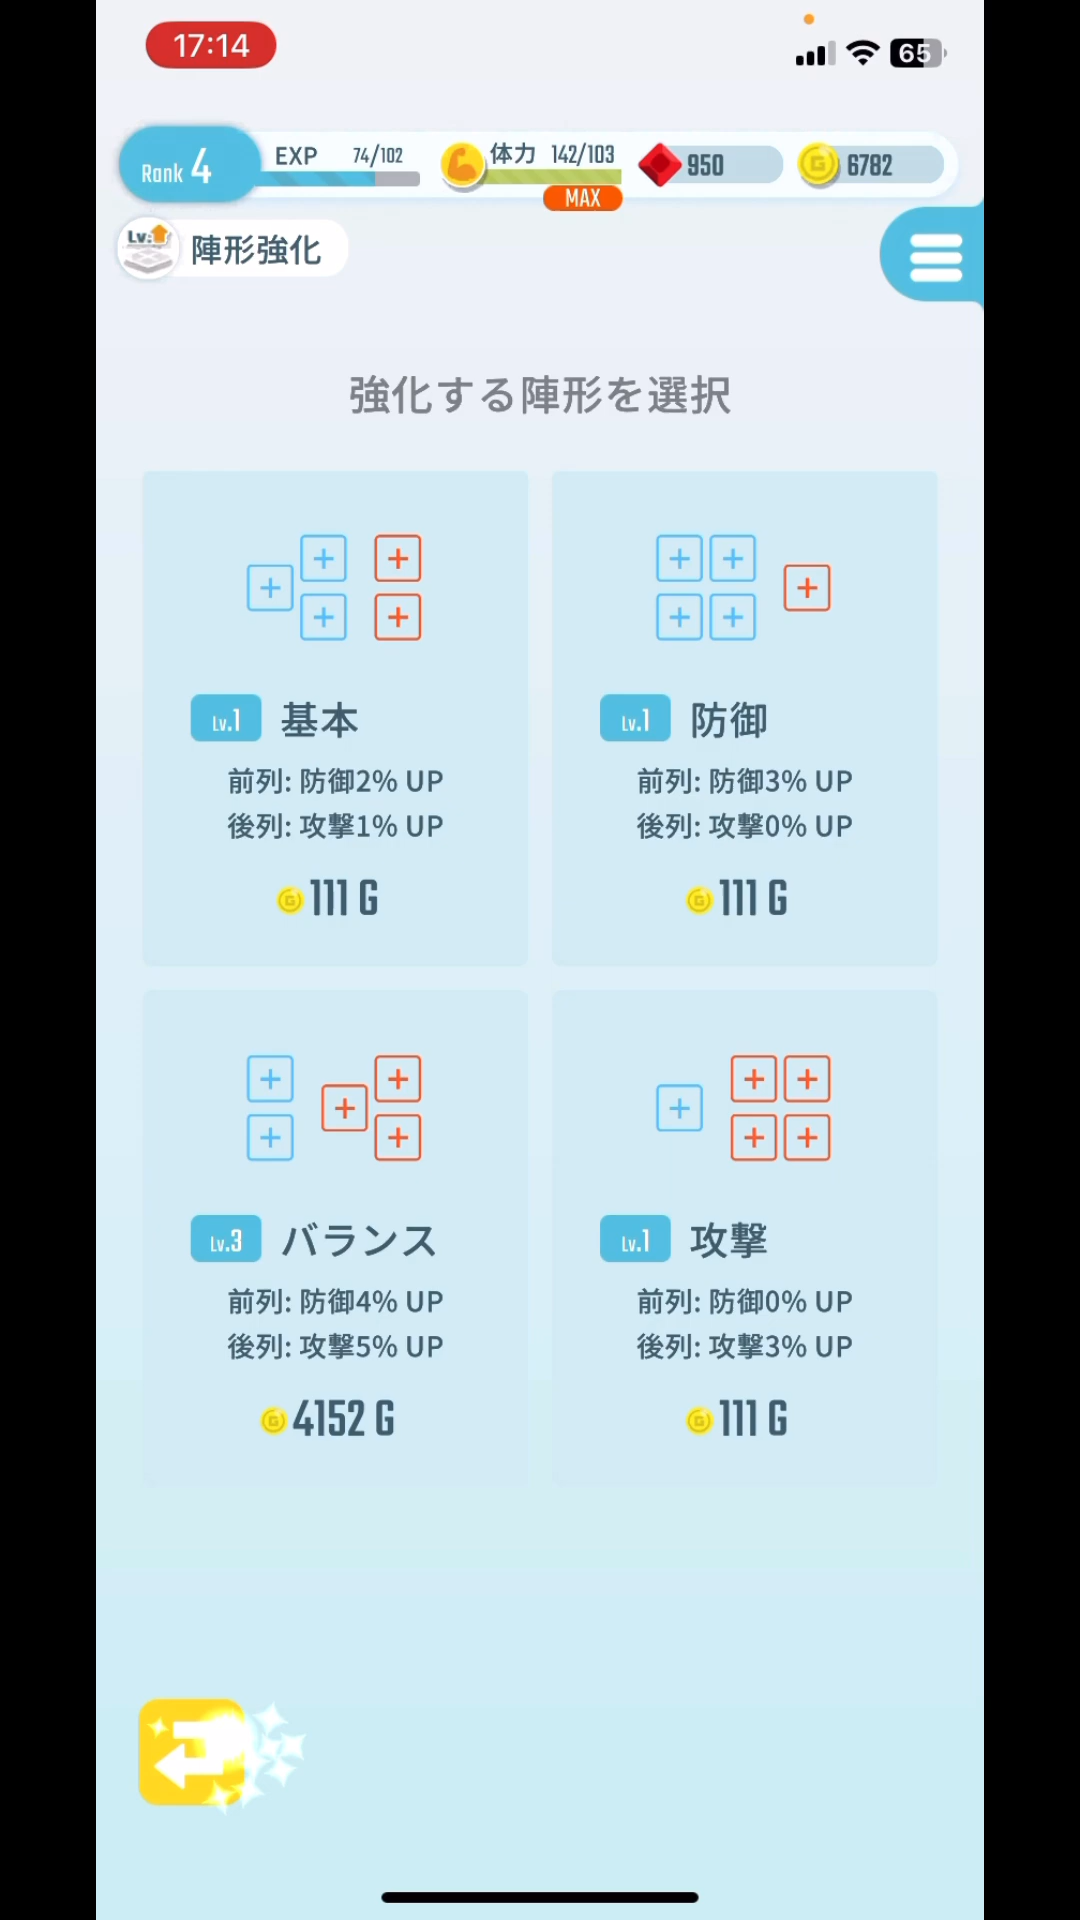 17:14
65
Rank 4
EXP 74/102
体力 142/103
MAX
950
G
6782
Lv.
陣形強化
強化する陣形を選択
Lv.1 基本
前列: 防御2% UP
後列: 攻撃1% UP
G 111 G
Lv.1 防御
前列: 防御3% UP
後列: 攻撃0% UP
G 111 G
Lv.3 バランス
前列: 防御4% UP
後列: 攻撃5% UP
G 4152 G
Lv.1 攻撃
前列: 防御0% UP
後列: 攻撃3% UP
G 111 G